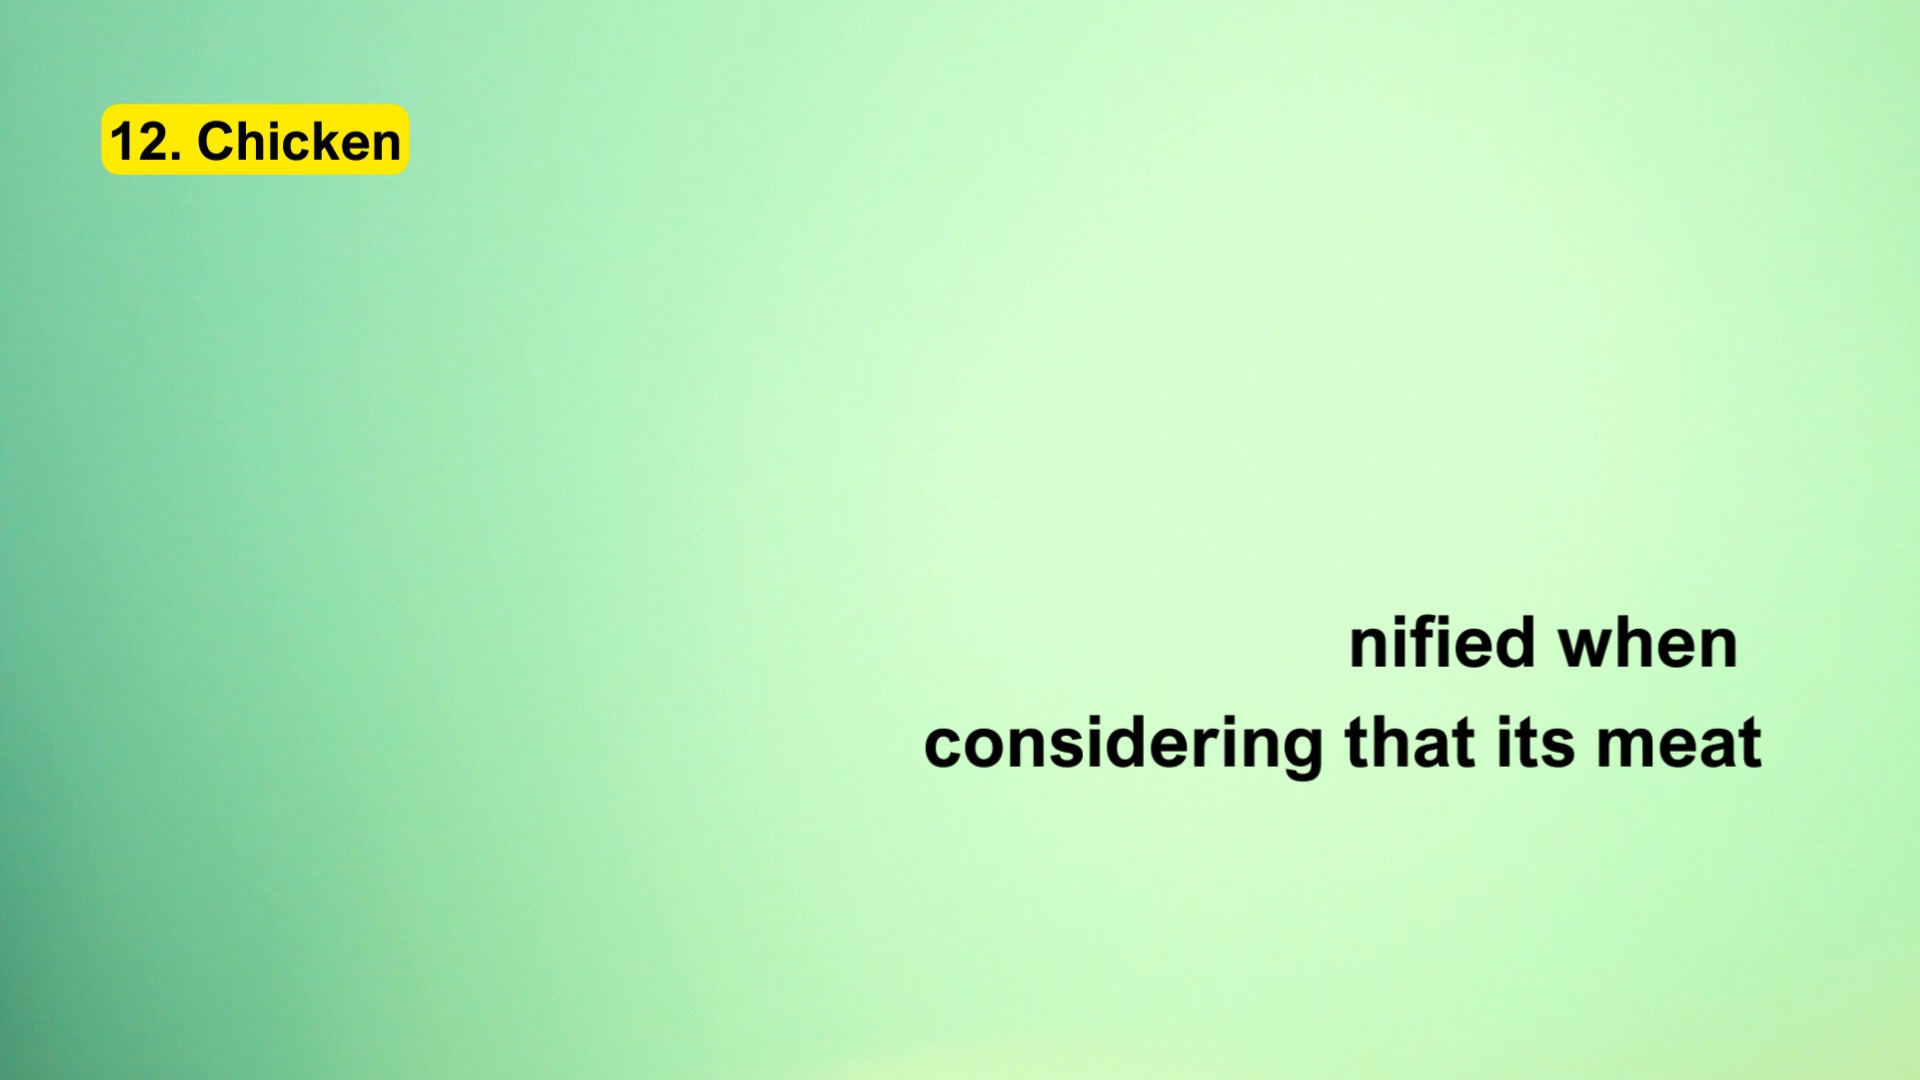 12. Chicken
nified when
considering that its meat